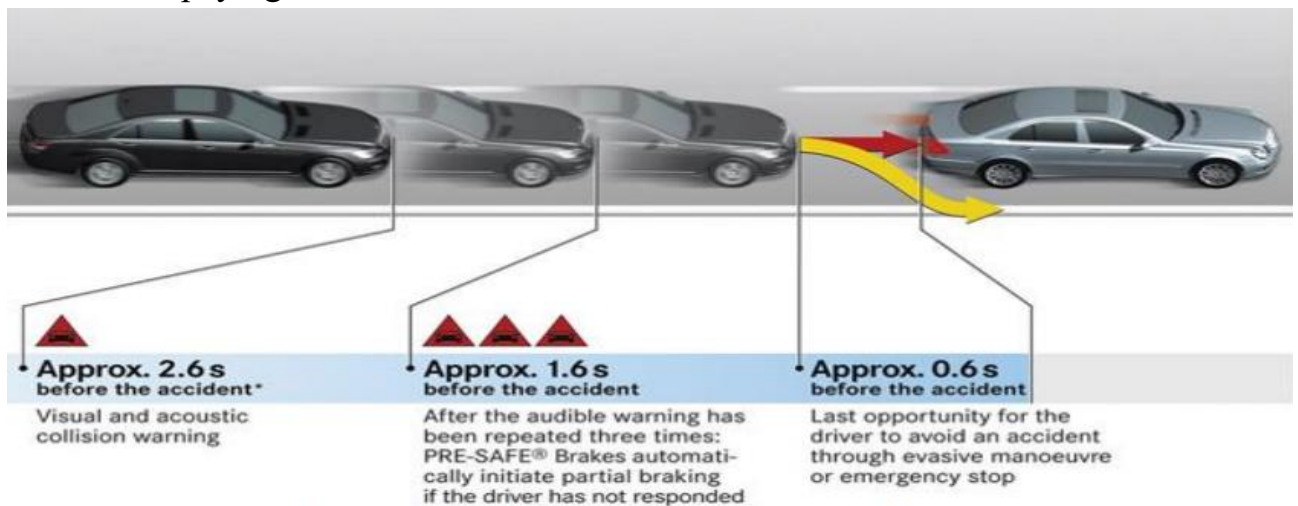 Approx. 2.6 s
before the accident*
Visual and acoustic
collision warning
Approx. 1.6 s
before the accident
After the audible warning has
been repeated three times:
PRE-SAFE® Brakes automati-
cally initiate partial braking
if the driver has not responded
Approx. 0.6 s
before the accident
Last opportunity for the
driver to avoid an accident
through evasive manoeuvre
or emergency stop